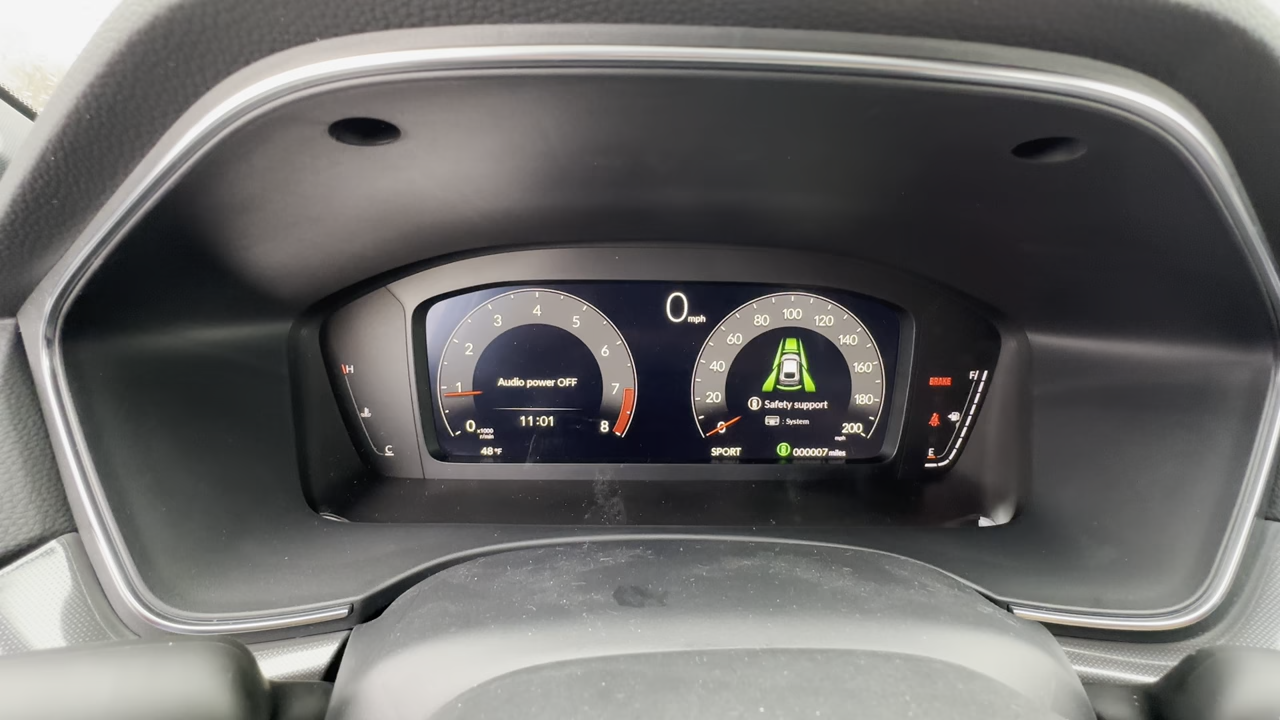 0 mph
3 4 5
2 6
1 7
0 8
x1000
r/min
Audio power OFF
11:01
48°F
H
C
80 100 120
60 140
40 160
20 180
0 200
mph
Safety support
: System
SPORT
000007 miles
BRAKE
F
E